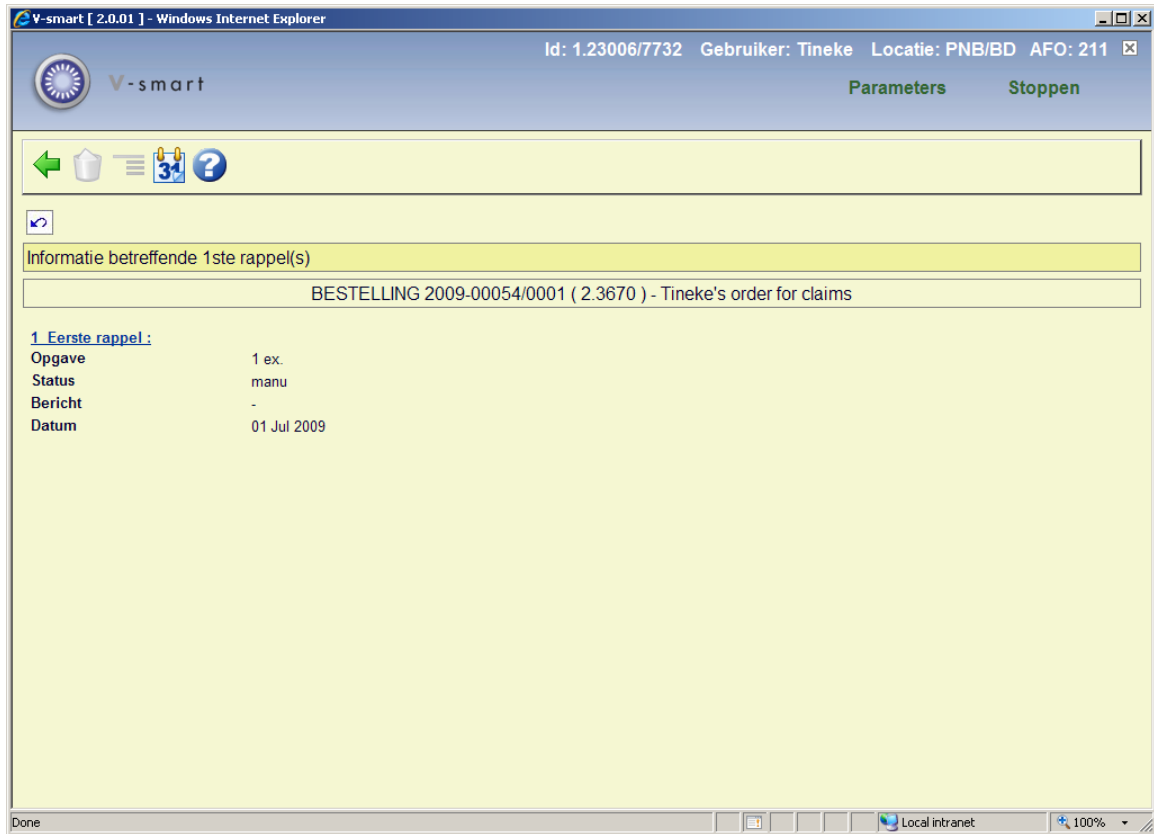 V-smart [ 2.0.01 ] - Windows Internet Explorer
Id: 1.23006/7732 Gebruiker: Tineke Locatie: PNB/BD AFO: 211
V-smart
Parameters Stoppen
31
?
Informatie betreffende 1ste rappel(s)
BESTELLING 2009-00054/0001 ( 2.3670 ) - Tineke's order for claims
1 Eerste rappel :
Opgave 1 ex.
Status manu
Bericht -
Datum 01 Jul 2009
Done Local intranet 100%